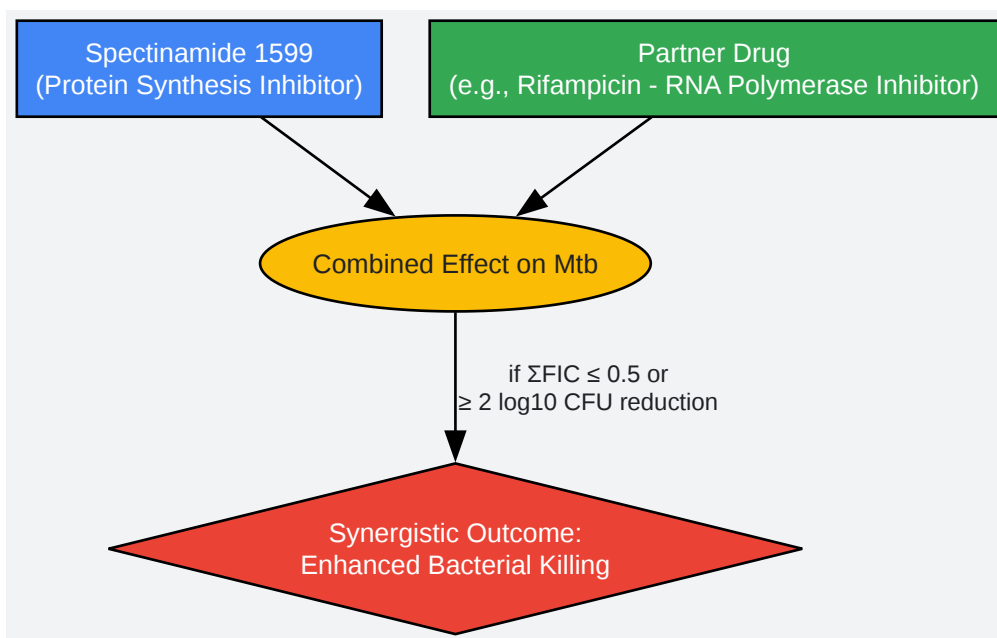 Spectinamide 1599
(Protein Synthesis Inhibitor)
Partner Drug
(e.g., Rifampicin - RNA Polymerase Inhibitor)
Combined Effect on Mtb
if ΣFIC ≤ 0.5 or
≥ 2 log10 CFU reduction
Synergistic Outcome:
Enhanced Bacterial Killing